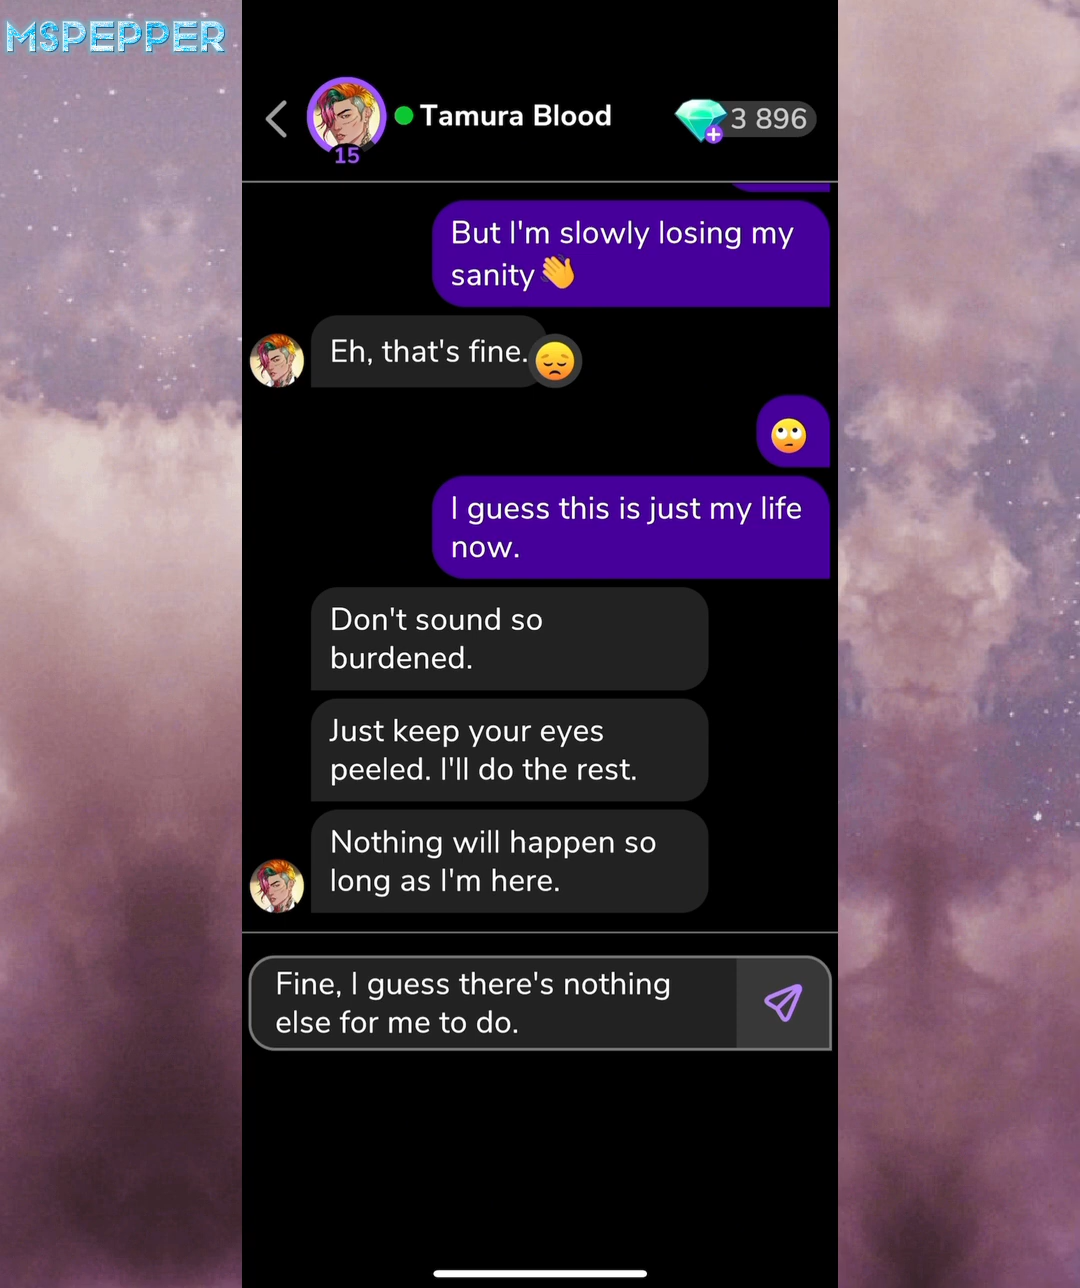 MSPEPPER
Tamura Blood
3 896
15
But I'm slowly losing my
sanity👋
Eh, that's fine.
😞
🙄
I guess this is just my life
now.
Don't sound so
burdened.
Just keep your eyes
peeled. I'll do the rest.
Nothing will happen so
long as I'm here.
Fine, I guess there's nothing
else for me to do.